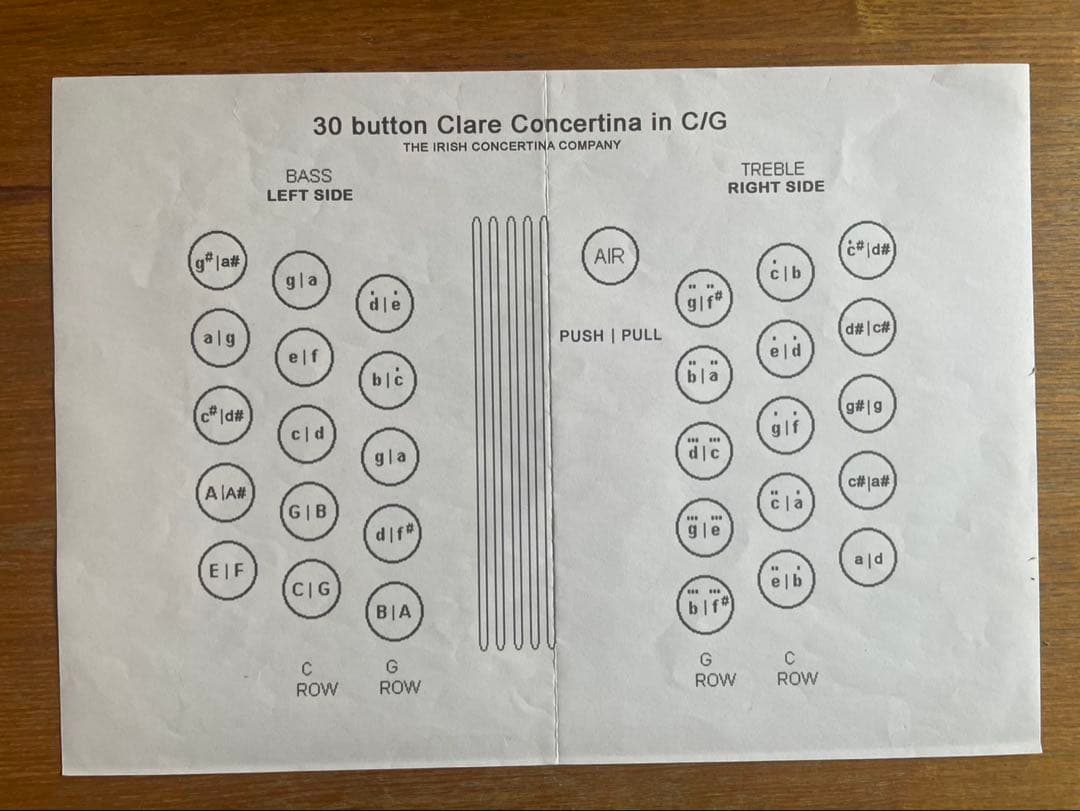 30 button Clare Concertina in C/G
THE IRISH CONCERTINA COMPANY
BASS
LEFT SIDE
g#|a#
a|g
c#|d#
A|A#
E|F
g|a
e|f
c|d
G|B
C|G
C
ROW
ḋ|ė
b|ċ
g|a
d|f#
B|A
G
ROW
TREBLE
RIGHT SIDE
AIR
PUSH | PULL
g̈|f̈#
b̈|ä
d⃛|c⃛
g⃛|e⃛
b⃛|f⃛#
G
ROW
ċ|b
ė|ḋ
ġ|ḟ
c̈|ȧ
ë|ḃ
C
ROW
ċ#|d#
d#|c#
g#|g
c#|a#
a|d